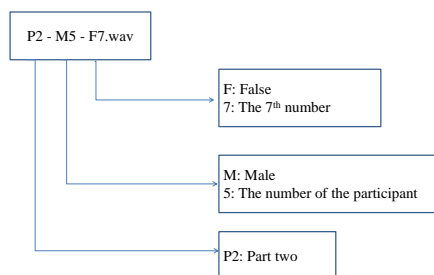 P2 - M5 - F7.wav
F: False
7: The 7th number
M: Male
5: The number of the participant
P2: Part two